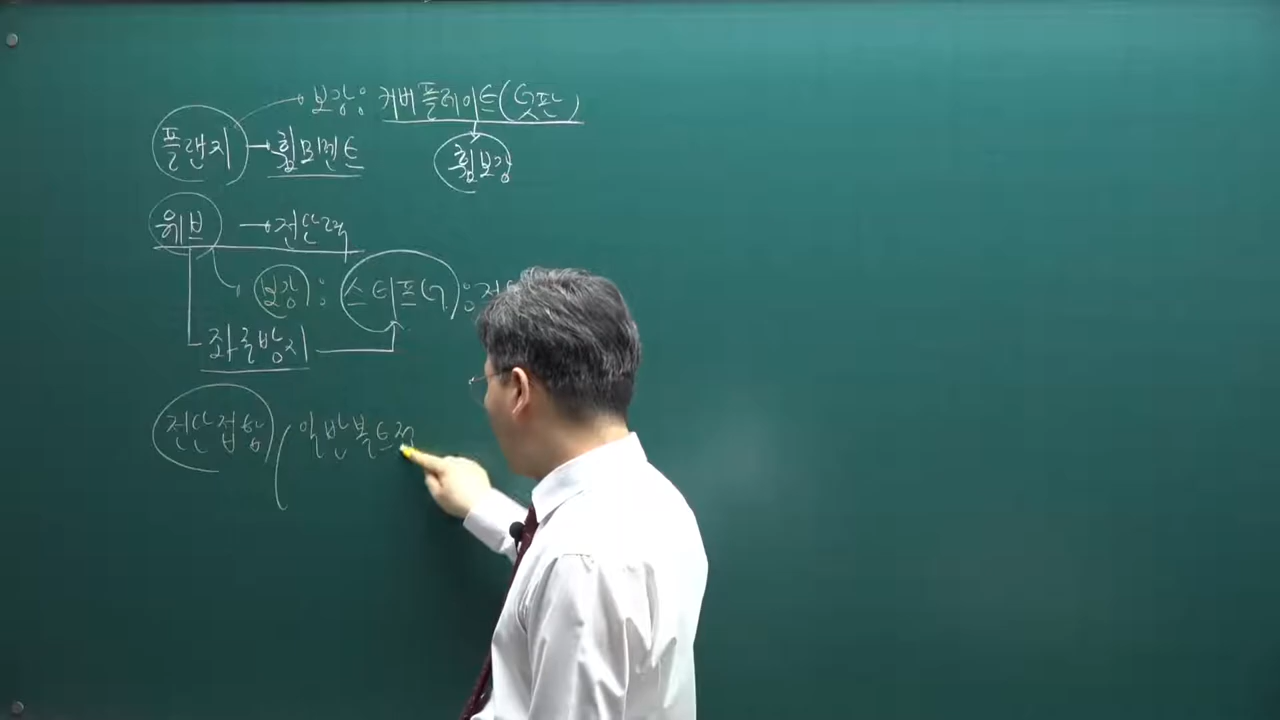 보강: 커버플레이트(덧판)
플랜지 → 휨모멘트
휨보강
웨브 → 전단력
보강: 스티프너:
좌굴방지
전단접합 일반볼트